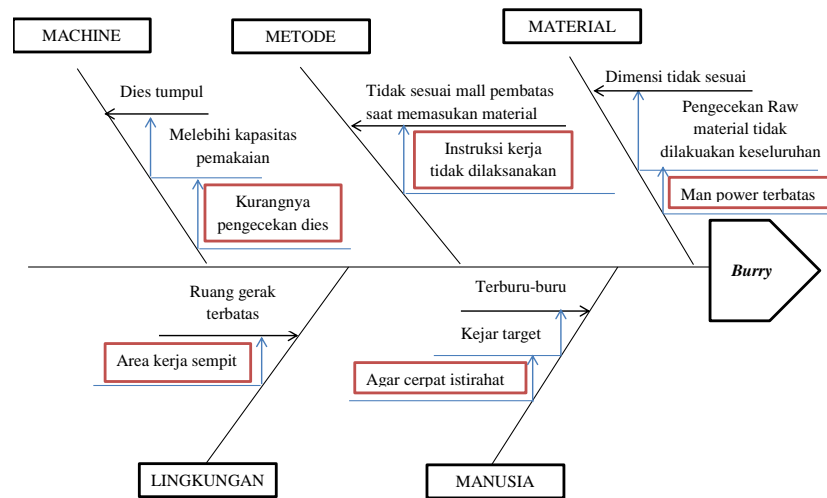 MACHINE
METODE
MATERIAL
Dies tumpul
Melebihi kapasitas
pemakaian
Kurangnya
pengecekan dies
Tidak sesuai mall pembatas
saat memasukan material
Instruksi kerja
tidak dilaksanakan
Dimensi tidak sesuai
Pengecekan Raw
material tidak
dilakuakan keseluruhan
Man power terbatas
Burry
Ruang gerak
terbatas
Area kerja sempit
Terburu-buru
Kejar target
Agar cerpat istirahat
LINGKUNGAN
MANUSIA